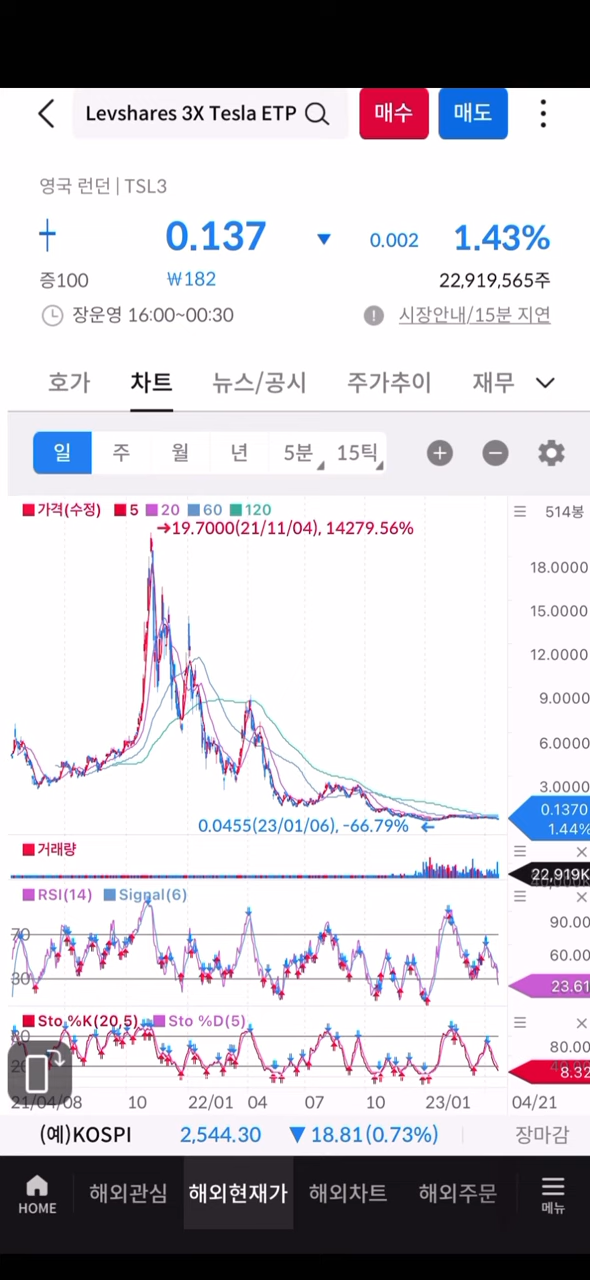 Levshares 3X Tesla ETP 매수 매도
영국 런던 | TSL3
0.137 ▼ 0.002 1.43%
증100 ₩182 22,919,565주
장운영 16:00~00:30 시장안내/15분 지연
호가 차트 뉴스/공시 주가추이 재무
일 주 월 년 5분 15틱
가격(수정) 5 20 60 120 514봉
→19.7000(21/11/04), 14279.56%
18.0000
15.0000
12.0000
9.0000
6.0000
3.0000
0.1370
0.0455(23/01/06), -66.79% ←
1.44%
거래량
22,919K
RSI(14) Signal(6)
90.00
70
60.00
30
23.61
Sto %K(20,5) Sto %D(5)
80.00
8.32
21/04/08 10 22/01 04 07 10 23/01 04/21
(예)KOSPI 2,544.30 ▼18.81(0.73%) 장마감
HOME 해외관심 해외현재가 해외차트 해외주문 메뉴